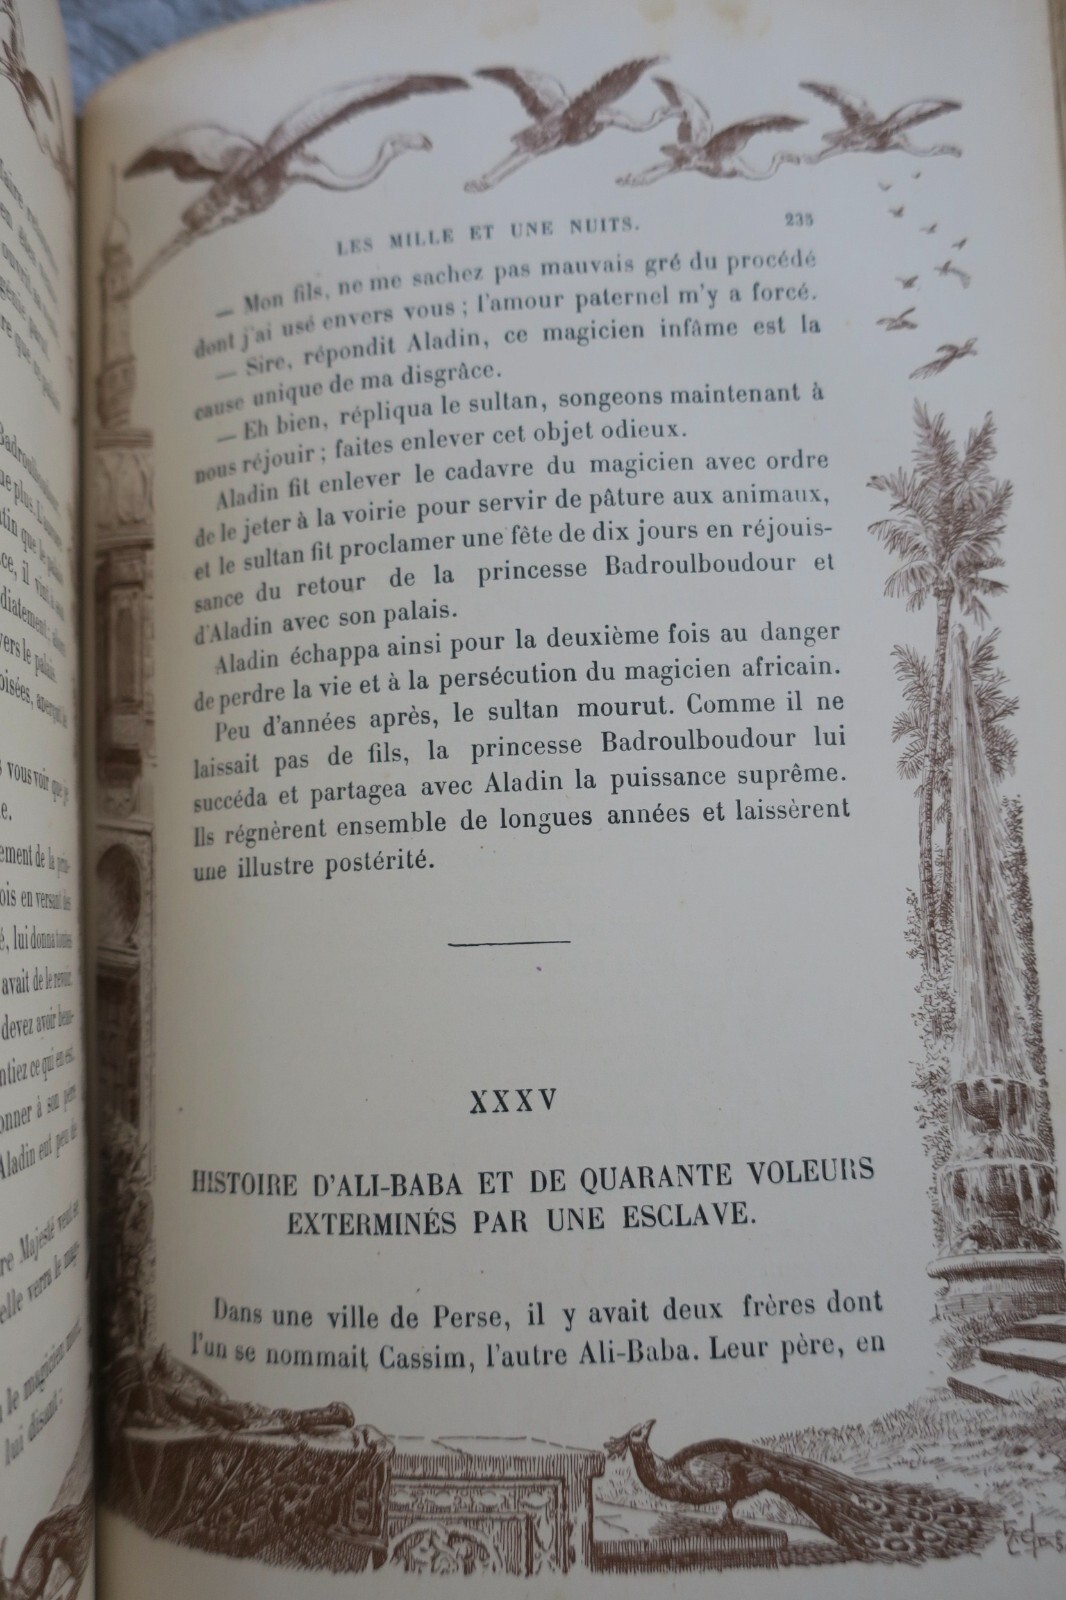 LES MILLE ET UNE NUITS. 235
— Mon fils, ne me sachez pas mauvais gré du procédé
dont j'ai usé envers vous ; l'amour paternel m'y a forcé.
— Sire, répondit Aladin, ce magicien infâme est la
cause unique de ma disgrâce.
— Eh bien, répliqua le sultan, songeons maintenant à
nous réjouir ; faites enlever cet objet odieux.
Aladin fit enlever le cadavre du magicien avec ordre
de le jeter à la voirie pour servir de pâture aux animaux,
et le sultan fit proclamer une fête de dix jours en réjouis-
sance du retour de la princesse Badroulboudour et
d'Aladin avec son palais.
Aladin échappa ainsi pour la deuxième fois au danger
de perdre la vie et à la persécution du magicien africain.
Peu d'années après, le sultan mourut. Comme il ne
laissait pas de fils, la princesse Badroulboudour lui
succéda et partagea avec Aladin la puissance suprême.
Ils régnèrent ensemble de longues années et laissèrent
une illustre postérité.
XXXV
HISTOIRE D'ALI-BABA ET DE QUARANTE VOLEURS
EXTERMINÉS PAR UNE ESCLAVE.
Dans une ville de Perse, il y avait deux frères dont
l'un se nommait Cassim, l'autre Ali-Baba. Leur père, en